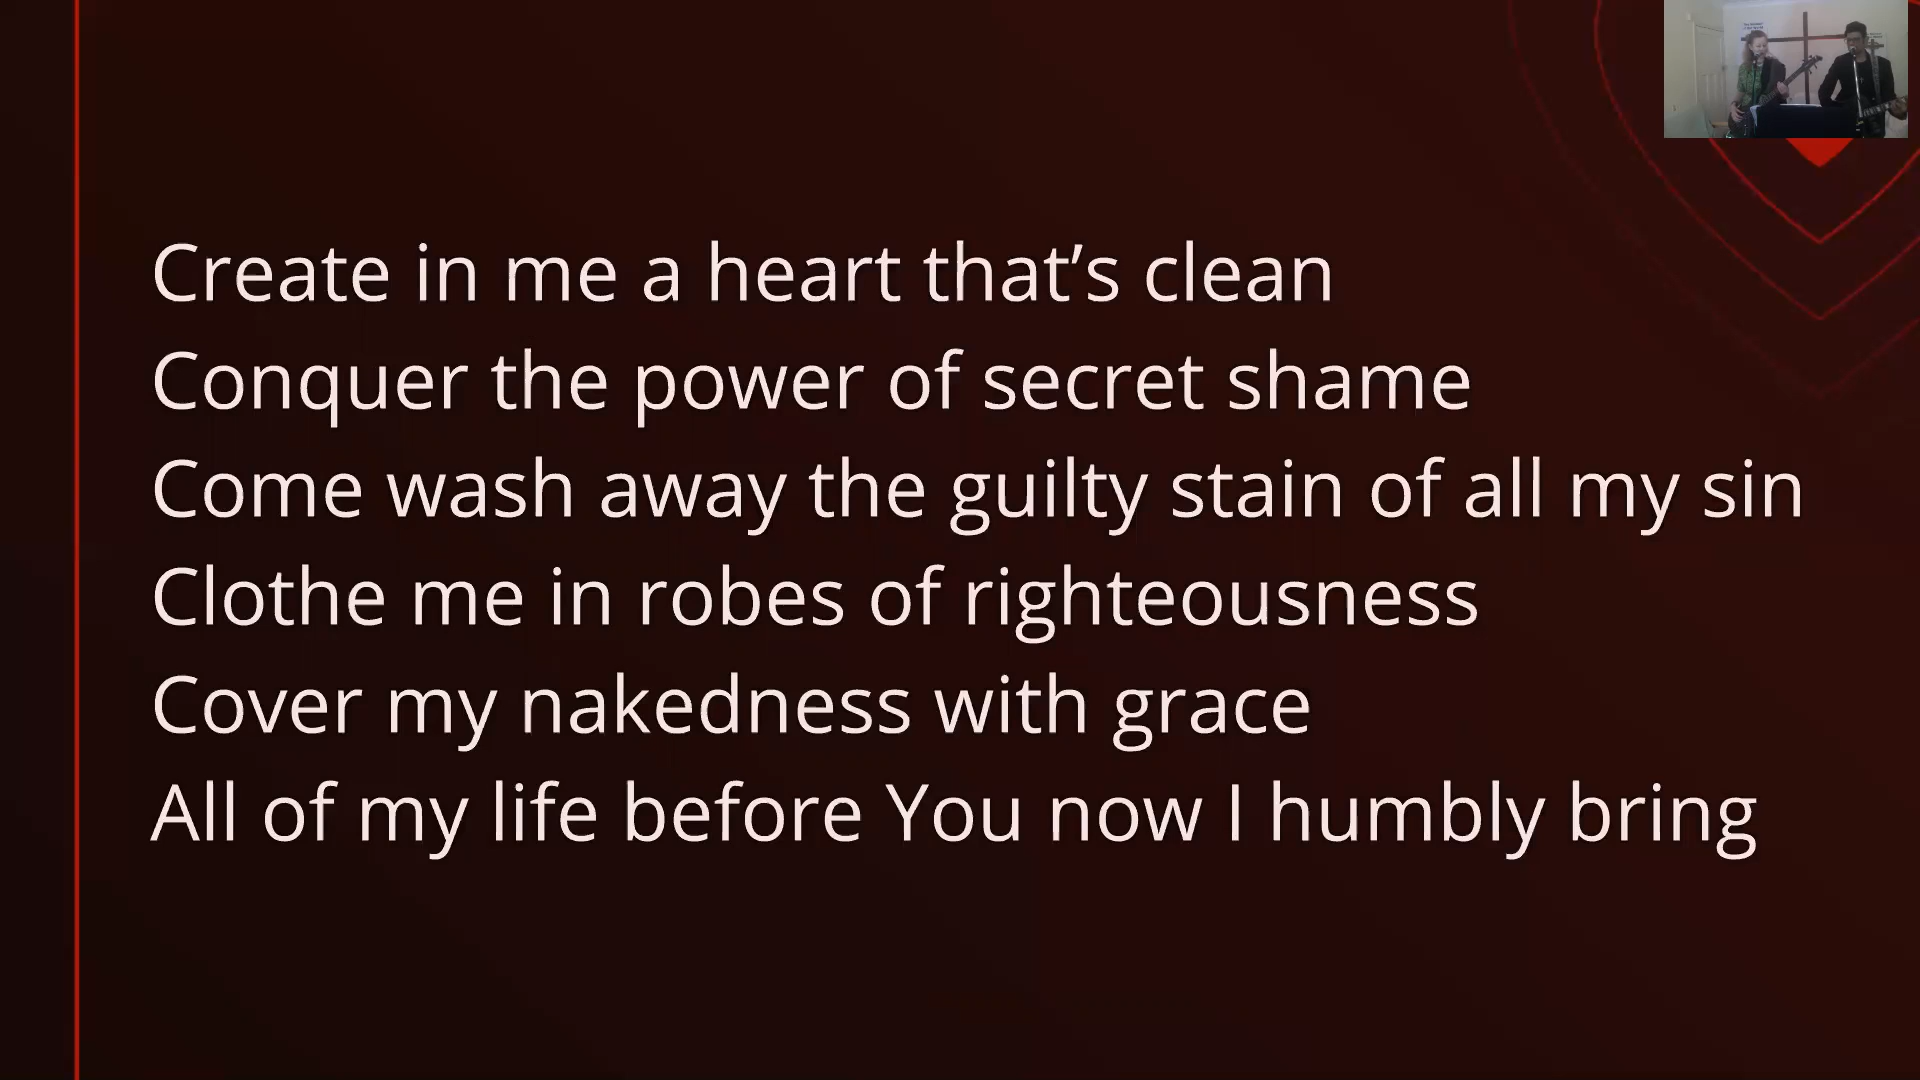 Create in me a heart that’s clean
Conquer the power of secret shame
Come wash away the guilty stain of all my sin
Clothe me in robes of righteousness
Cover my nakedness with grace
All of my life before You now I humbly bring